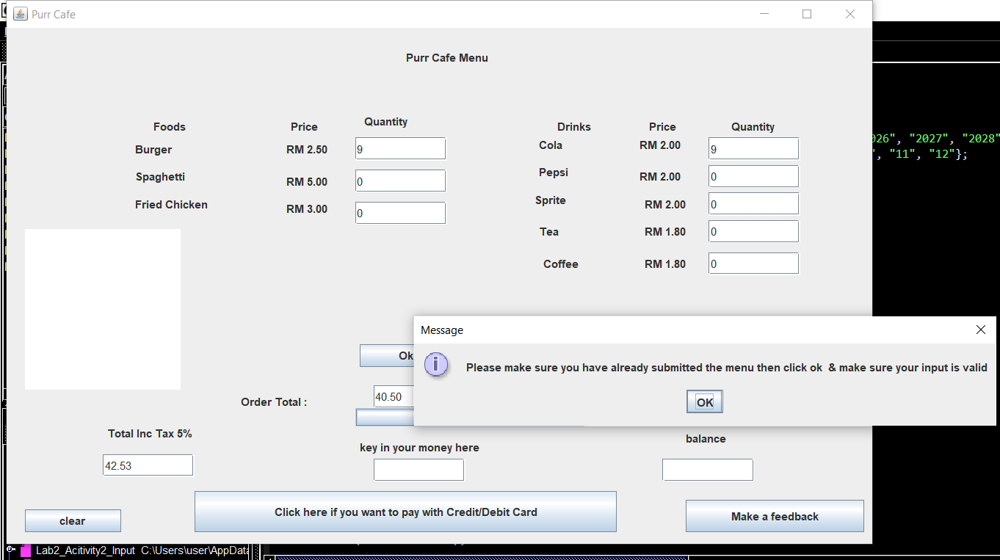 Purr Cafe
Purr Cafe Menu
Foods Price Quantity Drinks Price Quantity
Burger RM 2.50 9 Cola RM 2.00 9
Spaghetti RM 5.00 0 Pepsi RM 2.00 0
Fried Chicken RM 3.00 0 Sprite RM 2.00 0
Tea RM 1.80 0
Coffee RM 1.80 0
26", "2027", "2028"
, "11", "12"};
Message
Please make sure you have already submitted the menu then click ok & make sure your input is valid
OK
Ok
Order Total : 40.50
Total Inc Tax 5%
42.53
key in your money here
balance
Click here if you want to pay with Credit/Debit Card
clear
Make a feedback
Lab2_Acitivity2_Input C:\Users\user\AppData